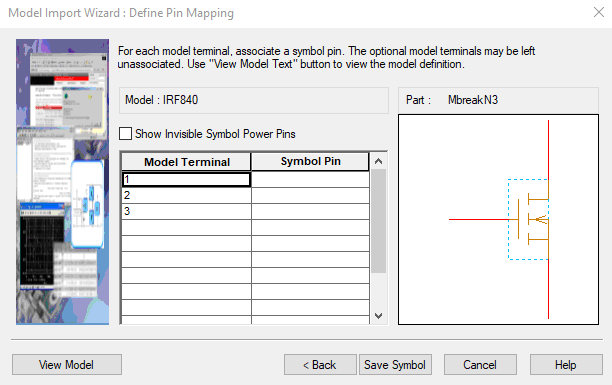 Model Import Wizard : Define Pin Mapping
For each model terminal, associate a symbol pin. The optional model terminals may be left
unassociated. Use "View Model Text" button to view the model definition.
Model : IRF840
Part : MbreakN3
Show Invisible Symbol Power Pins
Model Terminal Symbol Pin
1
2
3
View Model
< Back
Save Symbol
Cancel
Help